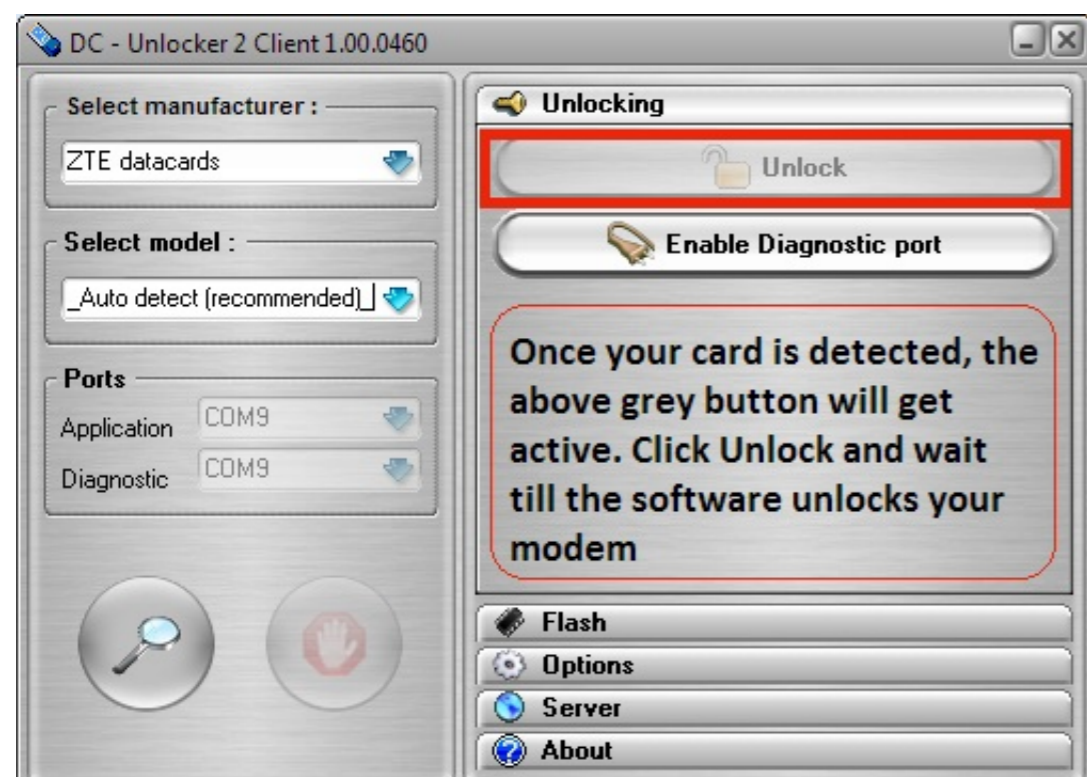 DC - Unlocker 2 Client 1.00.0460
Select manufacturer :
ZTE datacards
Select model :
_Auto detect (recommended)_
Ports
Application COM9
Diagnostic COM9
Unlocking
Unlock
Enable Diagnostic port
Once your card is detected, the
above grey button will get
active. Click Unlock and wait
till the software unlocks your
modem
Flash
Options
Server
About